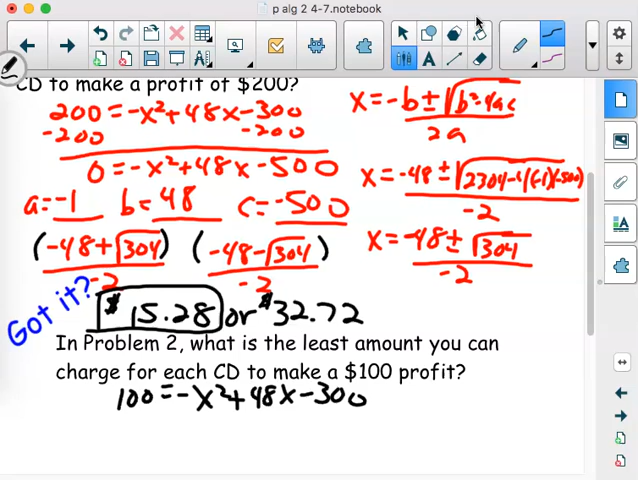 p alg 2 4-7.notebook
CD to make a profit of $200?
200 = -x² + 48x - 300
-200 -200
0 = -x² + 48x - 500
a = -1 b = 48 c = -500
(-48 + √304) (-48 - √304)
-2 -2
$15.28 or $32.72
x = -b ± √b² - 4ac
2a
x = -48 ± √2304 - 4(-1)(-500)
-2
x = -48 ± √304
-2
Got it?
In Problem 2, what is the least amount you can
charge for each CD to make a $100 profit?
100 = -x² + 48x - 300